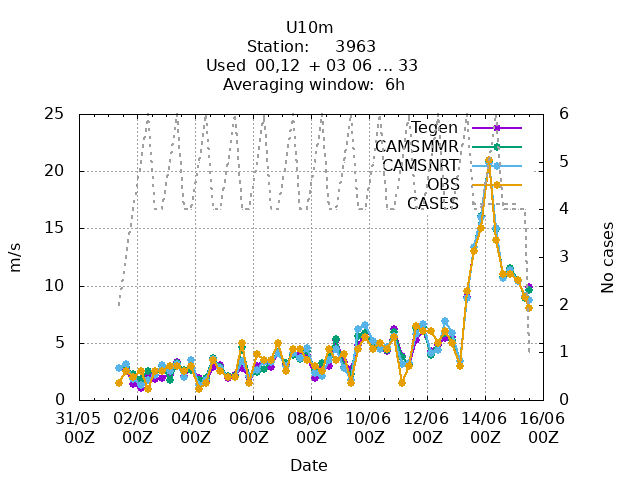 U10m
Station: 3963
Used 00,12 + 03 06 ... 33
Averaging window: 6h
25 6
Tegen
CAMSMMR
CAMSNRT
OBS
CASES
20 5
15 4
10 3
5 2
0 1
0
m/s
No cases
31/05 02/06 04/06 06/06 08/06 10/06 12/06 14/06 16/06
00Z 00Z 00Z 00Z 00Z 00Z 00Z 00Z 00Z
Date